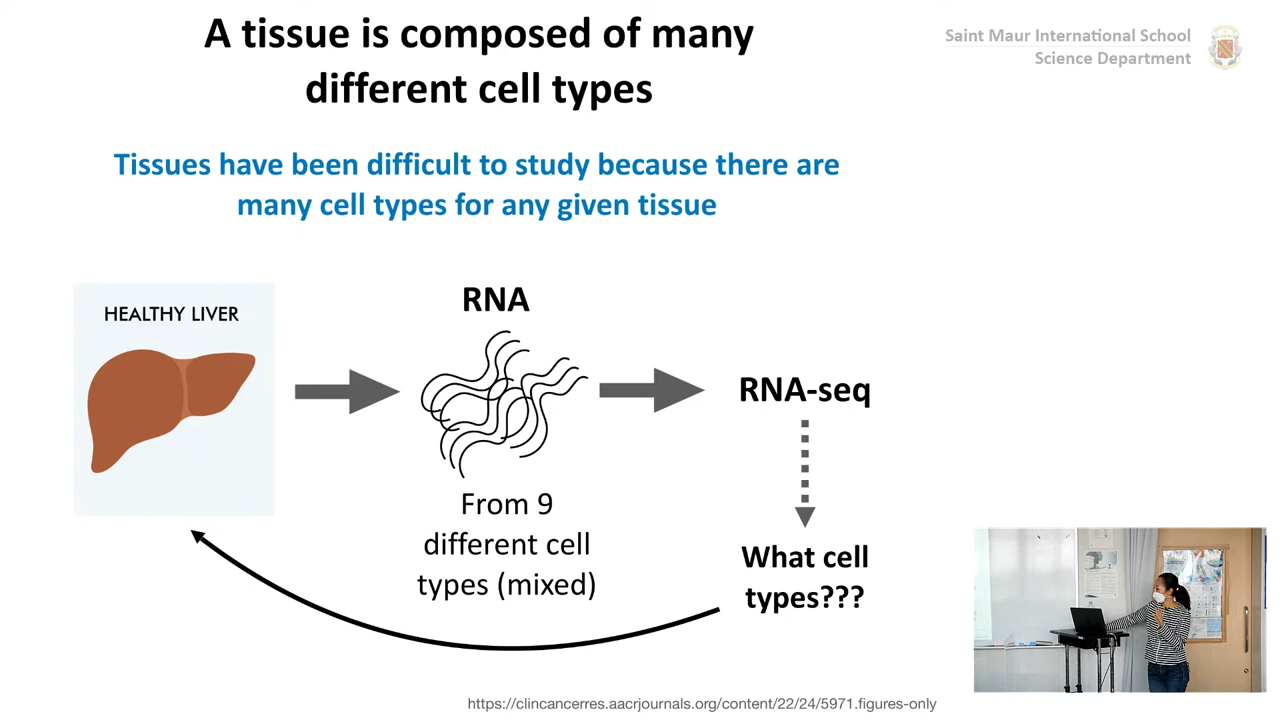 A tissue is composed of many
different cell types
Saint Maur International School
Science Department
Tissues have been difficult to study because there are
many cell types for any given tissue
HEALTHY LIVER
RNA
RNA-seq
From 9
different cell
types (mixed)
What cell
types???
https://clincancerres.aacrjournals.org/content/22/24/5971.figures-only